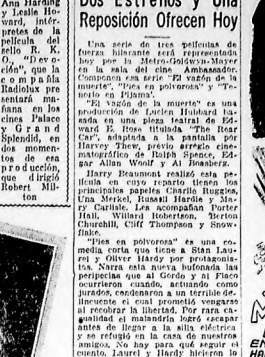 Ann Harding
y Leslie Ho-
ward, intér-
pretes de la
película del
sello R. K.
O., "Devo-
ción", que la
compañía
Radiolux pre
sentará ma-
ñana en los
cines Palace
y Grand
Splendid, en
dos momen-
tos de esa
producción,
que dirigió
Robert Mil-
ton
Dos Estrenos y Una
Reposición Ofrecen Hoy
Una serie de tres películas de
fuerza hilarante será representada
hoy por la Metro-Goldwyn-Mayer
en la sala del cine Ambassador.
Componen esa serie "El vagón de la
muerte", "Pies en polvorosa" y "Te-
norio en Pijama".
"El vagón de la muerte" es una
producción de Lucien Hubbard ba-
sada en una pieza teatral de Ed-
ward E. Rose titulada "The Rear
Car", adaptada a la pantalla por
Harvey Thew, previo arreglo cine-
matográfico de Ralph Spence, Ed-
gar Allan Woolf y Al Boasberg.
Harry Beaumont realizó esta pe-
lícula en cuyo reparto tienen los
principales papeles Charlie Ruggles,
Una Merkel, Russell Hardie y Ma-
ry Carlisle. Les acompañan Porter
Hall, Willard Robertson, Berton
Churchill, Cliff Thompson y Snow-
flake.
"Pies en polvorosa" es una co-
media corta que tiene a Stan Lau-
rel y Oliver Hardy por protagonis-
tas. Narra esta nueva bufonada las
peripecias que al Gordo y al Flaco
ocurrieron cuando, actuando como
jurados, condenaron a un terrible de-
lincuente el cual prometió vengarse
al recobrar la libertad. Por rara ca-
sualidad el malandrín logró escapar
antes de llegar a la silla eléctrica
y se refugió en la casa de nuestros
amigos. No hay para qué seguir el
cuento. Laurel y Hardy hicieron la